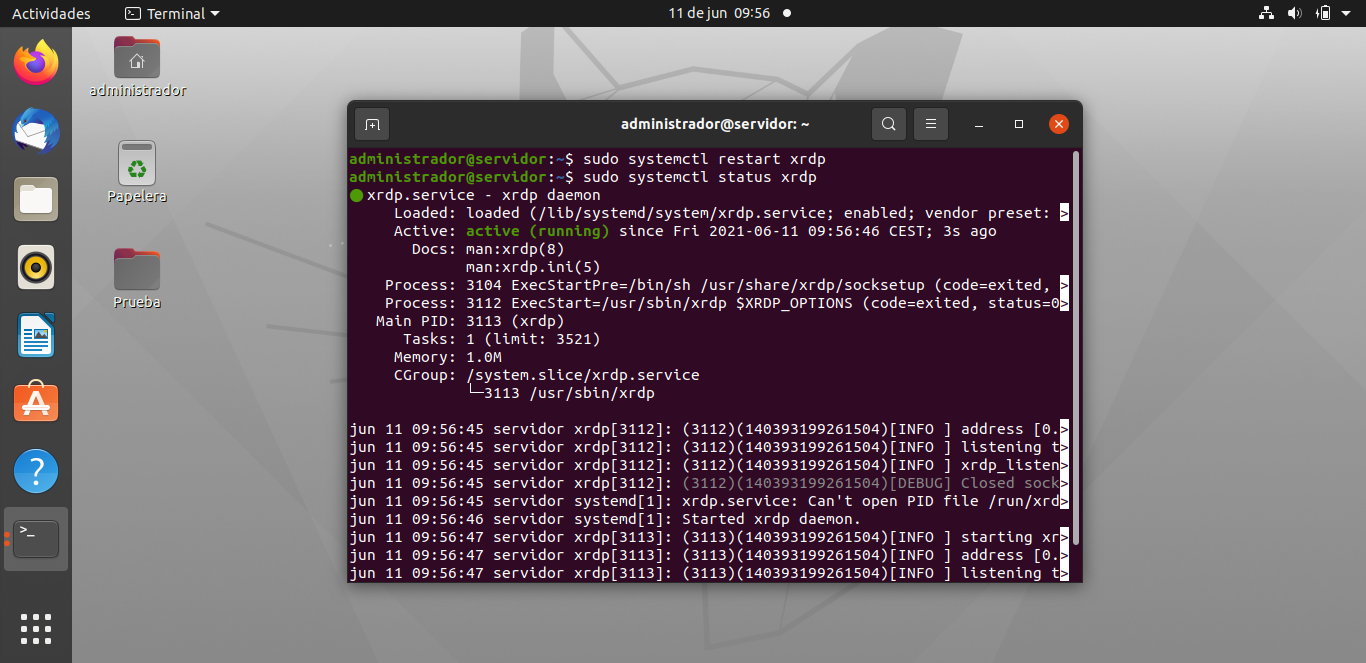 Actividades
Terminal
11 de jun 09:56
administrador
Papelera
Prueba
administrador@servidor: ~
administrador@servidor:~$ sudo systemctl restart xrdp
administrador@servidor:~$ sudo systemctl status xrdp
● xrdp.service - xrdp daemon
Loaded: loaded (/lib/systemd/system/xrdp.service; enabled; vendor preset: >
Active: active (running) since Fri 2021-06-11 09:56:46 CEST; 3s ago
Docs: man:xrdp(8)
man:xrdp.ini(5)
Process: 3104 ExecStartPre=/bin/sh /usr/share/xrdp/socksetup (code=exited, >
Process: 3112 ExecStart=/usr/sbin/xrdp $XRDP_OPTIONS (code=exited, status=0>
Main PID: 3113 (xrdp)
Tasks: 1 (limit: 3521)
Memory: 1.0M
CGroup: /system.slice/xrdp.service
└─3113 /usr/sbin/xrdp
jun 11 09:56:45 servidor xrdp[3112]: (3112)(140393199261504)[INFO ] address [0.>
jun 11 09:56:45 servidor xrdp[3112]: (3112)(140393199261504)[INFO ] listening t>
jun 11 09:56:45 servidor xrdp[3112]: (3112)(140393199261504)[INFO ] xrdp_listen>
jun 11 09:56:45 servidor xrdp[3112]: (3112)(140393199261504)[DEBUG] Closed sock>
jun 11 09:56:45 servidor systemd[1]: xrdp.service: Can't open PID file /run/xrd>
jun 11 09:56:46 servidor systemd[1]: Started xrdp daemon.
jun 11 09:56:47 servidor xrdp[3113]: (3113)(140393199261504)[INFO ] starting xr>
jun 11 09:56:47 servidor xrdp[3113]: (3113)(140393199261504)[INFO ] address [0.>
jun 11 09:56:47 servidor xrdp[3113]: (3113)(140393199261504)[INFO ] listening t>